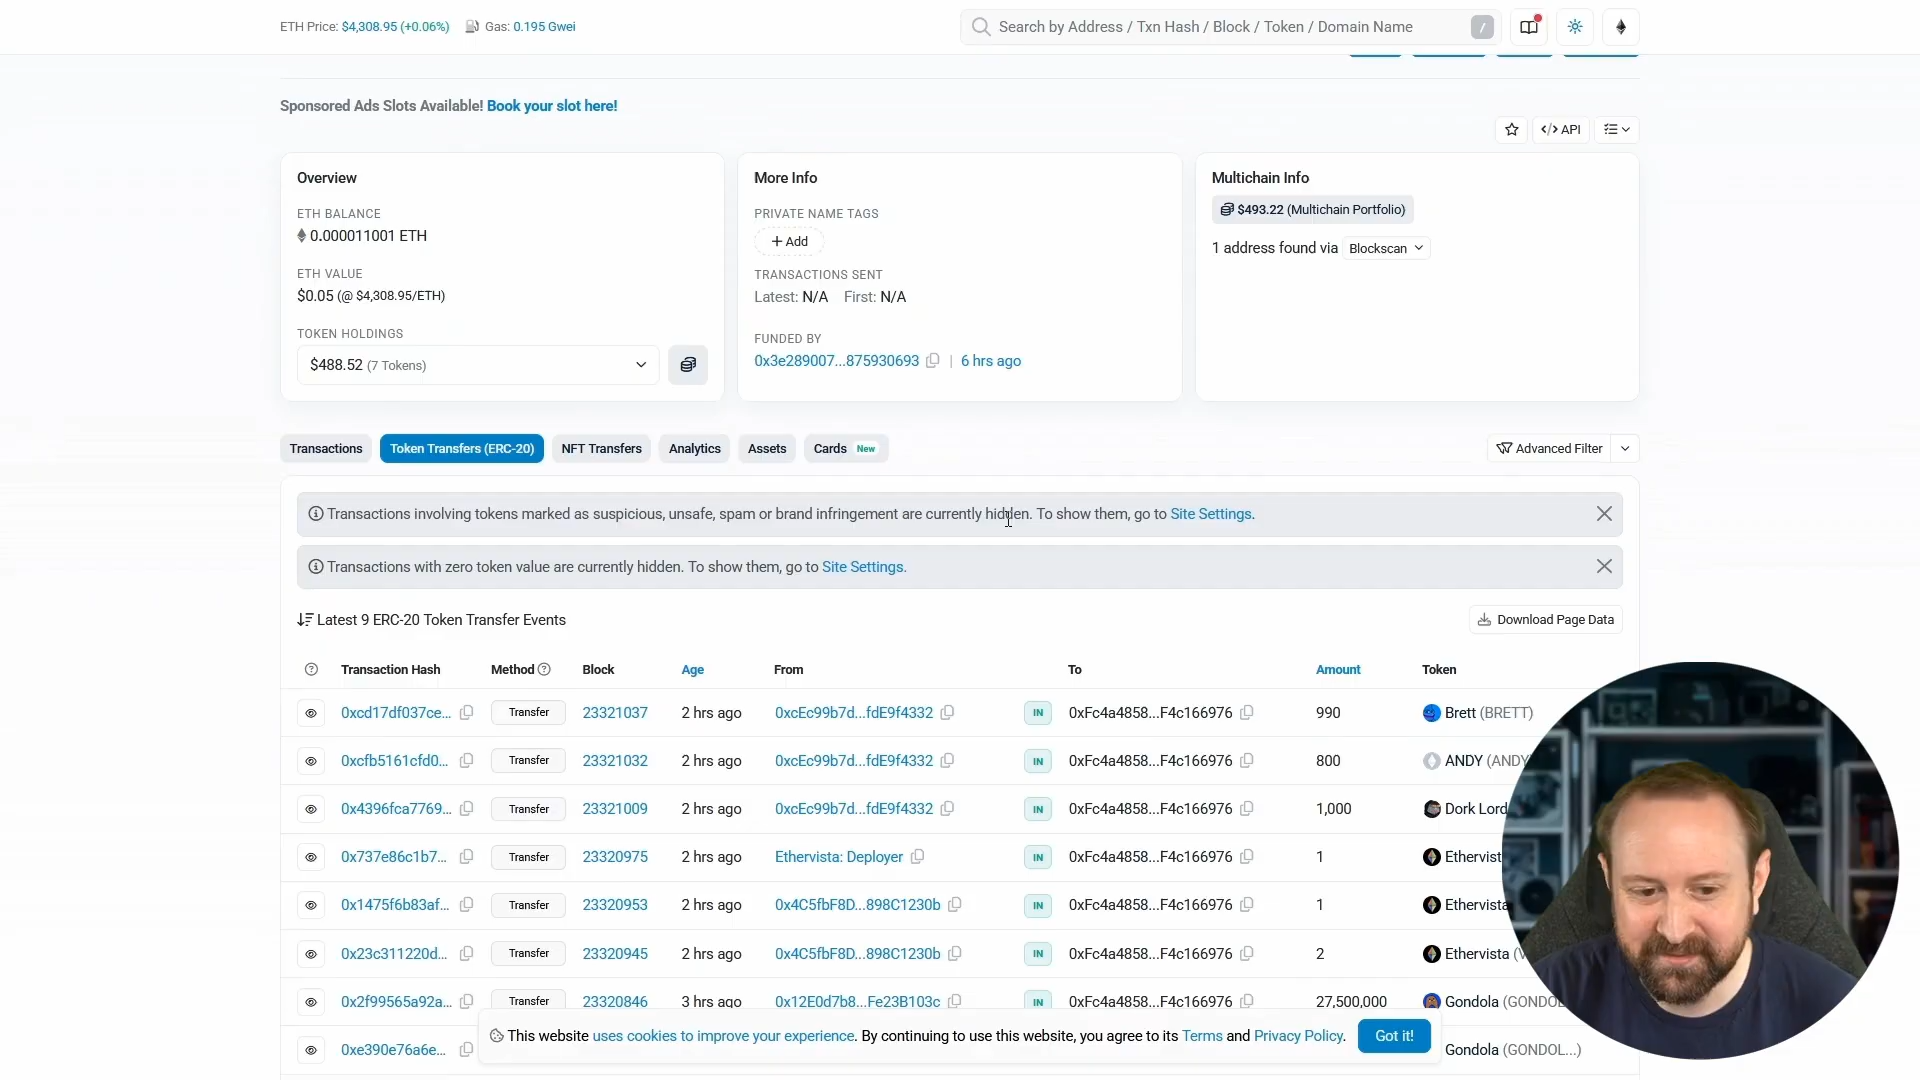 ETH Price: $4,308.95 (+0.06%) Gas: 0.195 Gwei
Search by Address / Txn Hash / Block / Token / Domain Name /
Sponsored Ads Slots Available! Book your slot here!
</> API
Overview
ETH BALANCE
0.000011001 ETH
ETH VALUE
$0.05 (@ $4,308.95/ETH)
TOKEN HOLDINGS
$488.52 (7 Tokens)
More Info
PRIVATE NAME TAGS
+ Add
TRANSACTIONS SENT
Latest: N/A First: N/A
FUNDED BY
0x3e289007...875930693 | 6 hrs ago
Multichain Info
$493.22 (Multichain Portfolio)
1 address found via Blockscan
Transactions Token Transfers (ERC-20) NFT Transfers Analytics Assets Cards New Advanced Filter
Transactions involving tokens marked as suspicious, unsafe, spam or brand infringement are currently hidden. To show them, go to Site Settings.
Transactions with zero token value are currently hidden. To show them, go to Site Settings.
Latest 9 ERC-20 Token Transfer Events Download Page Data
Transaction Hash Method Block Age From To Amount Token
0xcd17df037ce... Transfer 23321037 2 hrs ago 0xcEc99b7d...fdE9f4332 IN 0xFc4a4858...F4c166976 990 Brett (BRETT)
0xcfb5161cfd0... Transfer 23321032 2 hrs ago 0xcEc99b7d...fdE9f4332 IN 0xFc4a4858...F4c166976 800 ANDY (ANDY
0x4396fca7769... Transfer 23321009 2 hrs ago 0xcEc99b7d...fdE9f4332 IN 0xFc4a4858...F4c166976 1,000 Dork Lord
0x737e86c1b7... Transfer 23320975 2 hrs ago Ethervista: Deployer IN 0xFc4a4858...F4c166976 1 Ethervist
0x1475f6b83af... Transfer 23320953 2 hrs ago 0x4C5fbF8D...898C1230b IN 0xFc4a4858...F4c166976 1 Ethervista
0x23c311220d... Transfer 23320945 2 hrs ago 0x4C5fbF8D...898C1230b IN 0xFc4a4858...F4c166976 2 Ethervista (V
0x2f99565a92a... Transfer 23320846 3 hrs ago 0x12E0d7b8...Fe23B103c IN 0xFc4a4858...F4c166976 27,500,000 Gondola (GONDOL
0xe390e76a6e... Gondola (GONDOL...)
This website uses cookies to improve your experience. By continuing to use this website, you agree to its Terms and Privacy Policy. Got it!